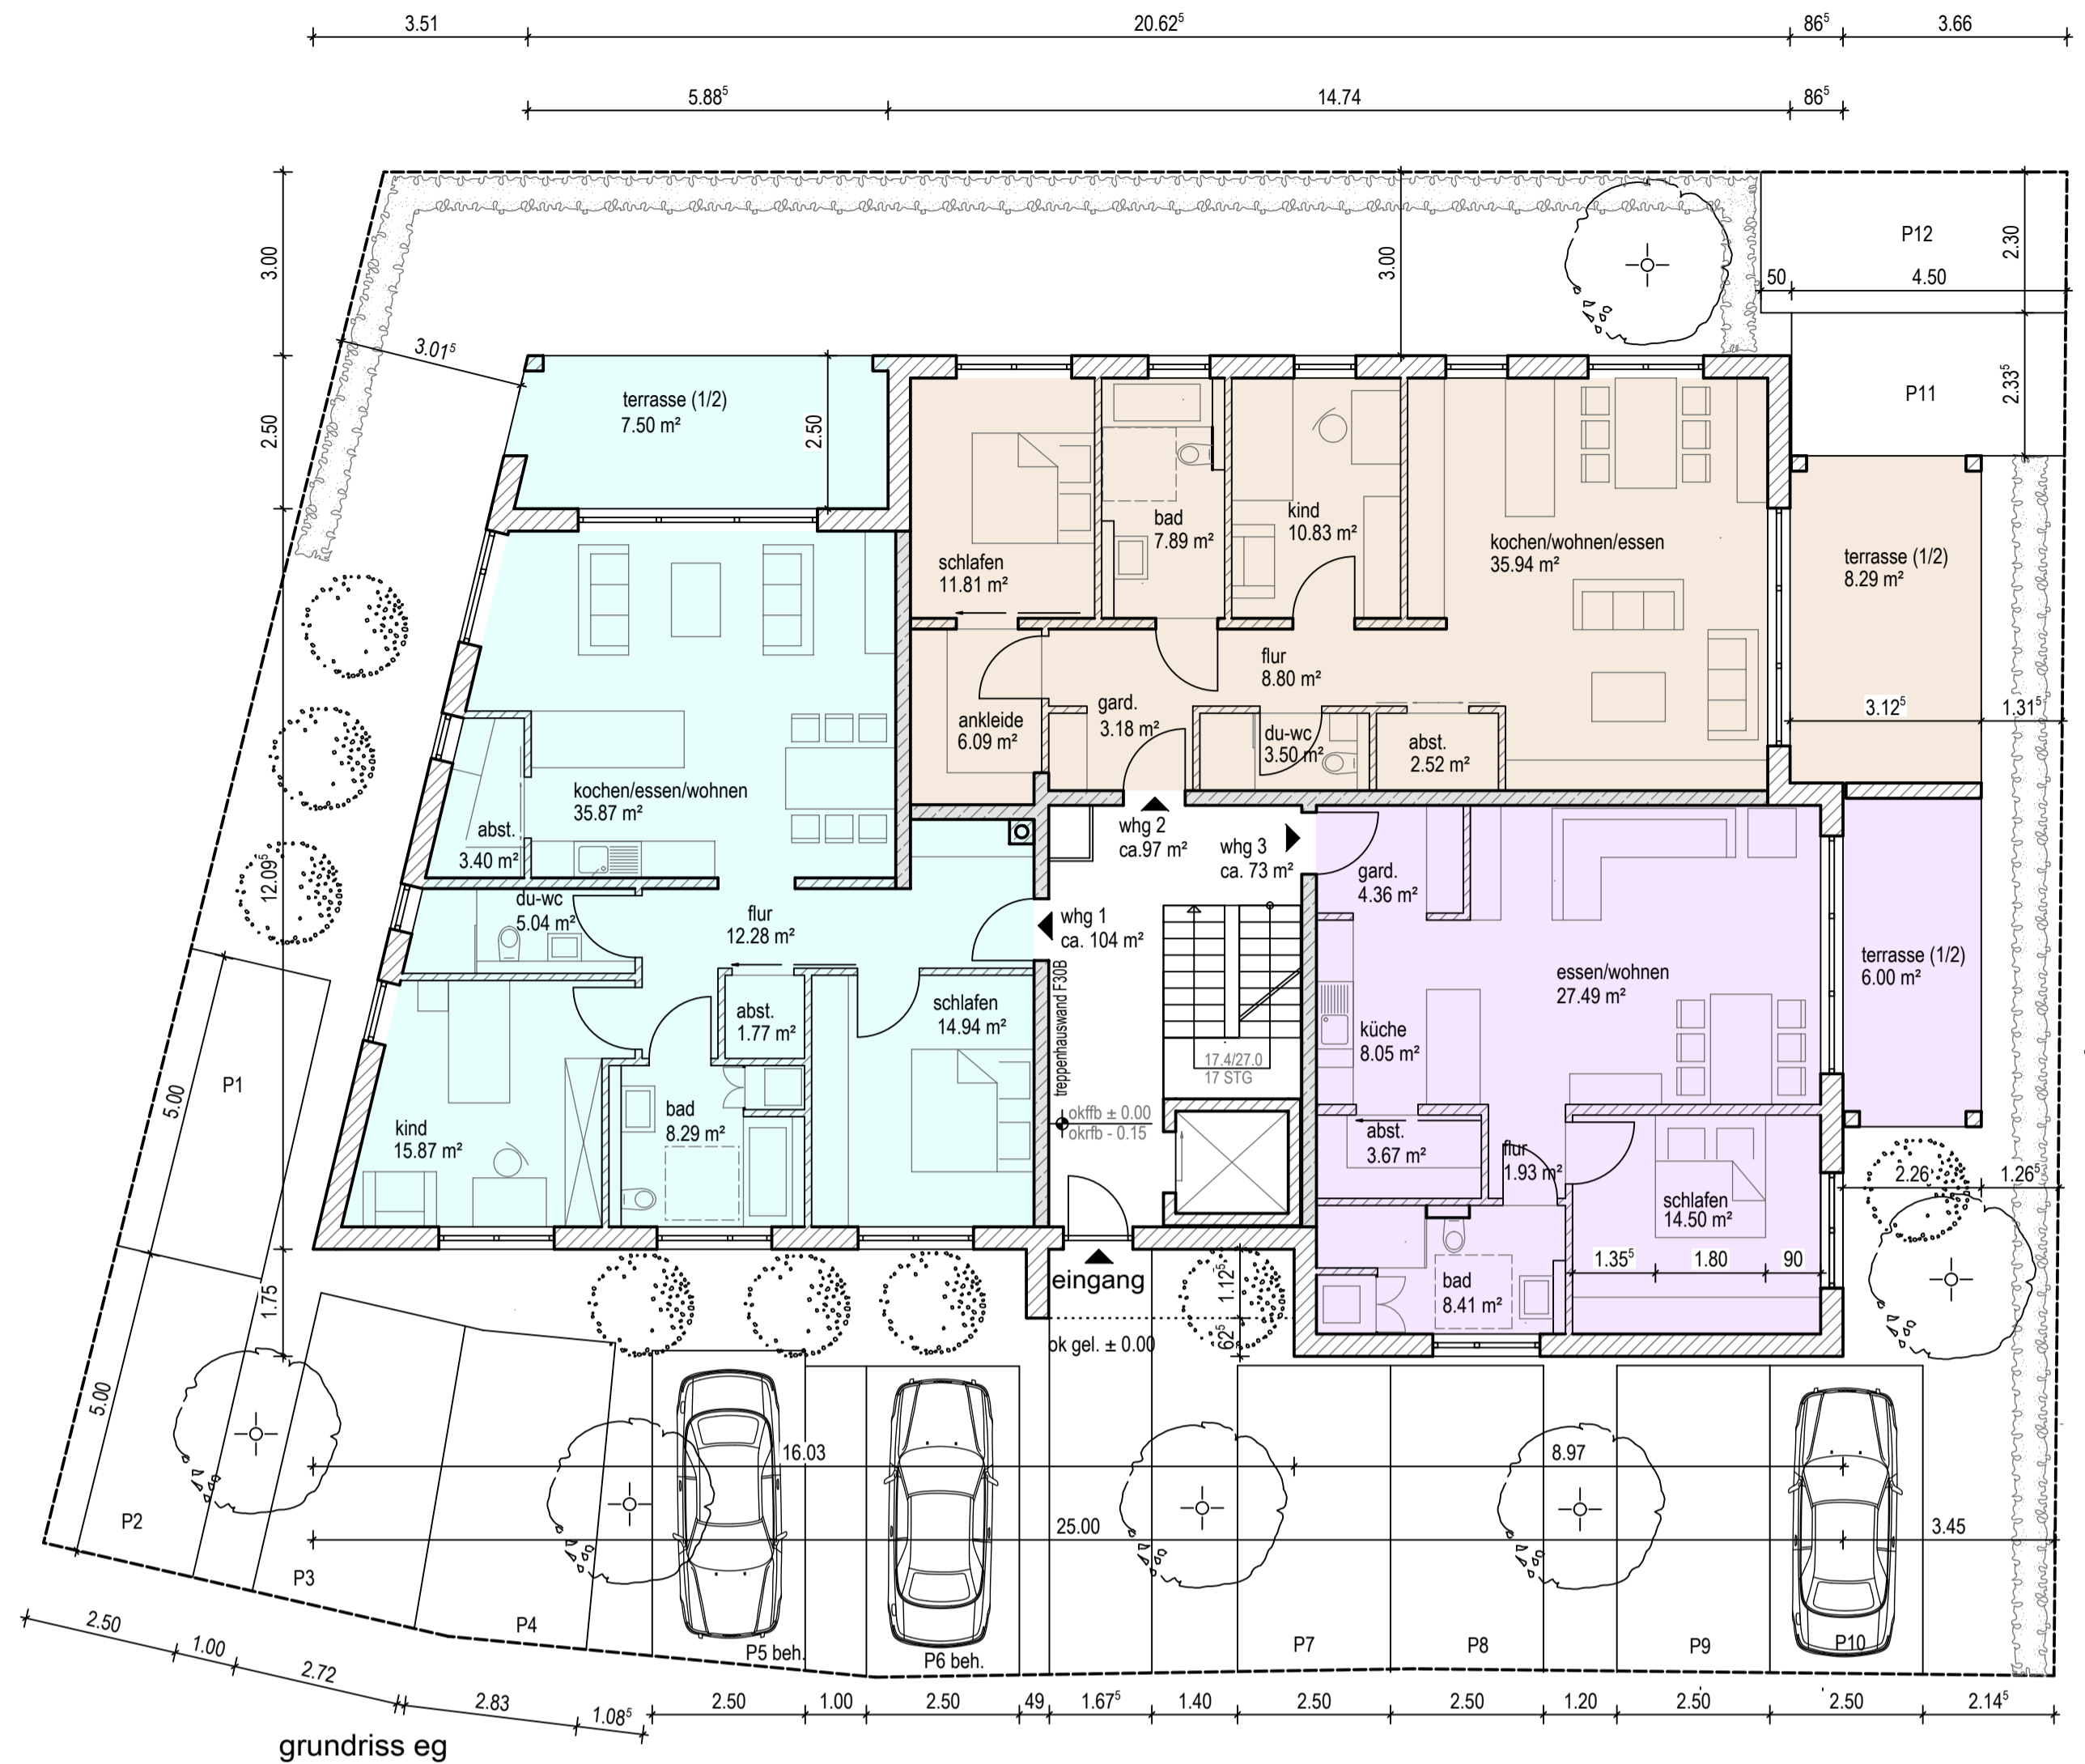 3.51
20.62⁵
86⁵
3.66
5.88⁵
14.74
86⁵
3.00
3.00
P12
2.30
50
4.50
3.01⁵
2.50
terrasse (1/2)
7.50 m²
2.50
P11
2.33⁵
schlafen
11.81 m²
bad
7.89 m²
kind
10.83 m²
kochen/wohnen/essen
35.94 m²
terrasse (1/2)
8.29 m²
flur
8.80 m²
ankleide
6.09 m²
gard.
3.18 m²
du-wc
3.50 m²
abst.
2.52 m²
3.12⁵
1.31⁵
kochen/essen/wohnen
35.87 m²
abst.
3.40 m²
12.09⁵
du-wc
5.04 m²
flur
12.28 m²
whg 2
ca.97 m²
whg 3
ca. 73 m²
whg 1
ca. 104 m²
gard.
4.36 m²
essen/wohnen
27.49 m²
terrasse (1/2)
6.00 m²
küche
8.05 m²
treppenhauswand F30B
17.4/27.0
17 STG
okffb ± 0.00
okrfb - 0.15
abst.
1.77 m²
schlafen
14.94 m²
P1
5.00
kind
15.87 m²
bad
8.29 m²
abst.
3.67 m²
flur
1.93 m²
schlafen
14.50 m²
2.26
1.26⁵
1.35⁵
1.80
90
bad
8.41 m²
eingang
1.12⁵
62⁵
ok gel. ± 0.00
1.75
5.00
16.03
8.97
25.00
3.45
P2
P3
P4
P5 beh.
P6 beh.
P7
P8
P9
P10
2.50
1.00
2.72
2.83
1.08⁵
2.50
1.00
2.50
49
1.67⁵
1.40
2.50
2.50
1.20
2.50
2.50
2.14⁵
grundriss eg